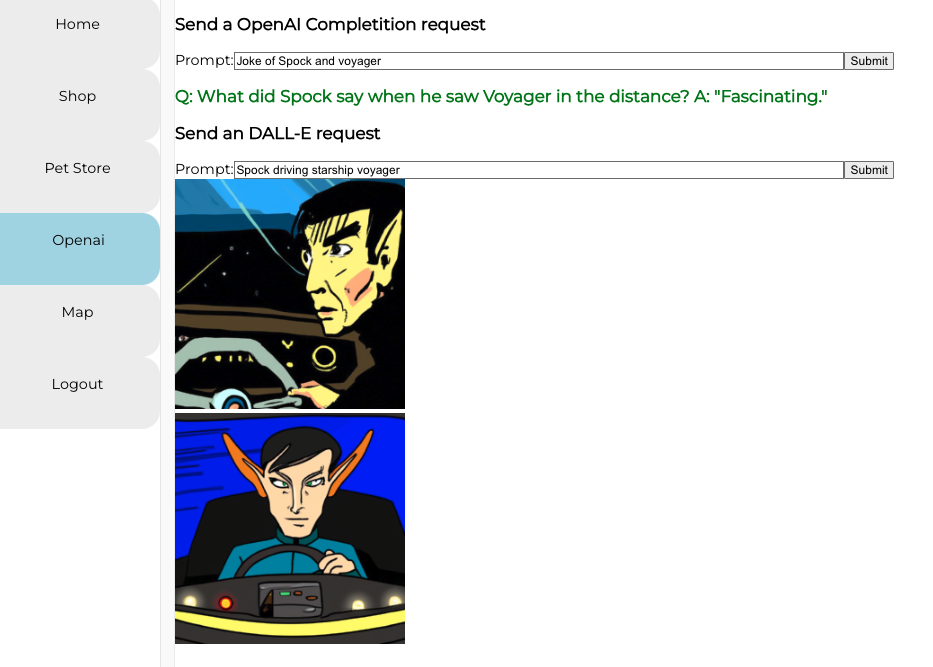 Home
Shop
Pet Store
Openai
Map
Logout
Send a OpenAI Completition request
Prompt: Joke of Spock and voyager Submit
Q: What did Spock say when he saw Voyager in the distance? A: "Fascinating."
Send an DALL-E request
Prompt: Spock driving starship voyager Submit